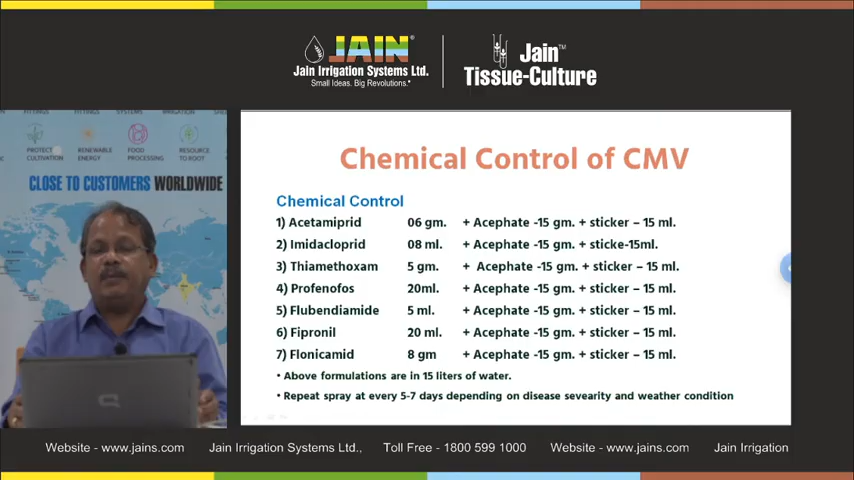 JAIN®
Jain Irrigation Systems Ltd.
Small Ideas. Big Revolutions.®
Jain™
Tissue-Culture
FITTINGS FITTINGS SYSTEMS IRRIGATION
PROTECT CULTIVATION
RENEWABLE ENERGY
FOOD PROCESSING
RESOURCE TO ROOT
CLOSE TO CUSTOMERS WORLDWIDE
Chemical Control of CMV
Chemical Control
1) Acetamiprid 06 gm. + Acephate -15 gm. + sticker – 15 ml.
2) Imidacloprid 08 ml. + Acephate -15 gm. + sticke-15ml.
3) Thiamethoxam 5 gm. + Acephate -15 gm. + sticker – 15 ml.
4) Profenofos 20ml. + Acephate -15 gm. + sticker – 15 ml.
5) Flubendiamide 5 ml. + Acephate -15 gm. + sticker – 15 ml.
6) Fipronil 20 ml. + Acephate -15 gm. + sticker – 15 ml.
7) Flonicamid 8 gm + Acephate -15 gm. + sticker – 15 ml.
• Above formulations are in 15 liters of water.
• Repeat spray at every 5-7 days depending on disease sevearity and weather condition
Website - www.jains.com Jain Irrigation Systems Ltd., Toll Free - 1800 599 1000 Website - www.jains.com Jain Irrigation